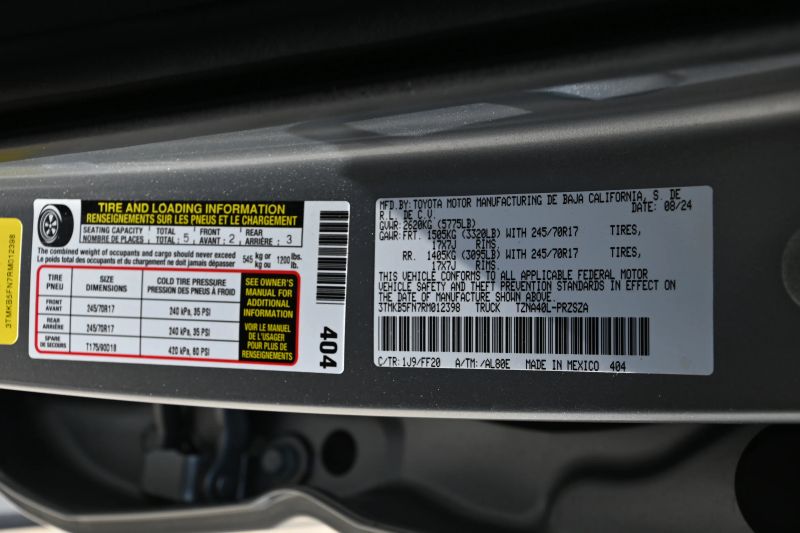 3TMKB5FN7RM012398
TIRE AND LOADING INFORMATION
RENSEIGNEMENTS SUR LES PNEUS ET LE CHARGEMENT
SEATING CAPACITY TOTAL FRONT REAR
NOMBRE DE PLACES TOTAL : 5 AVANT : 2 ARRIÈRE : 3
The combined weight of occupants and cargo should never exceed 545 kg or 1200 lbs.
Le poids total des occupants et du chargement ne doit jamais dépasser kg ou lb.
TIRE PNEU
SIZE DIMENSIONS
COLD TIRE PRESSURE PRESSION DES PNEUS À FROID
FRONT AVANT 245/70R17 240 kPa, 35 PSI
REAR ARRIÈRE 245/70R17 240 kPa, 35 PSI
SPARE DE SECOURS T175/90D18 420 kPa, 60 PSI
SEE OWNER'S
MANUAL FOR
ADDITIONAL
INFORMATION
VOIR LE MANUEL
DE L'USAGER
POUR PLUS DE
RENSEIGNEMENTS
404
MFD.BY:TOYOTA MOTOR MANUFACTURING DE BAJA CALIFORNIA, S. DE
R.L. DE C.V. DATE: 08/24
GVWR:2620KG (5775LB)
GAWR:FRT. 1505KG (3320LB) WITH 245/70R17 TIRES,
17X7J RIMS.
RR. 1405KG (3095LB) WITH 245/70R17 TIRES,
17X7J RIMS.
THIS VEHICLE CONFORMS TO ALL APPLICABLE FEDERAL MOTOR
VEHICLE SAFETY AND THEFT PREVENTION STANDARDS IN EFFECT ON
THE DATE OF MANUFACTURE SHOWN ABOVE.
3TMKB5FN7RM012398 TRUCK TZNA40L-PRZSZA
C/TR: 1J9/FF20 A/TM: /AL80E MADE IN MEXICO 404